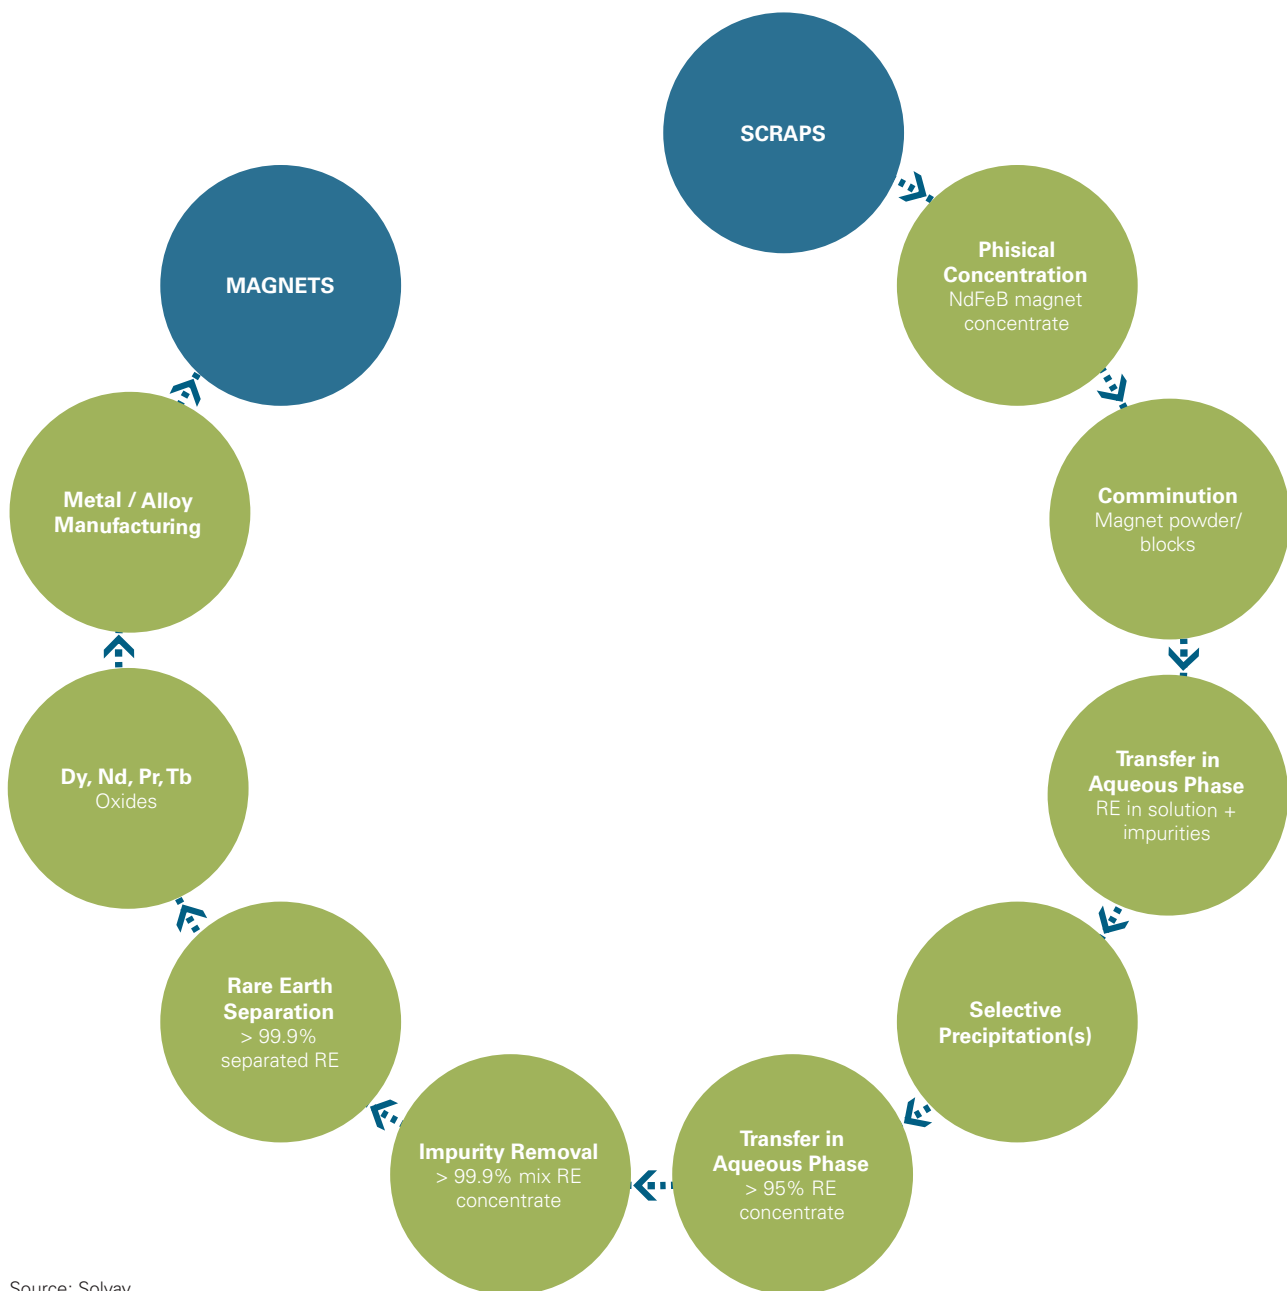 SCRAPS
Phisical
Concentration
NdFeB magnet
concentrate
Comminution
Magnet powder/
blocks
Transfer in
Aqueous Phase
RE in solution +
impurities
Selective
Precipitation(s)
Transfer in
Aqueous Phase
> 95% RE
concentrate
Impurity Removal
> 99.9% mix RE
concentrate
Rare Earth
Separation
> 99.9%
separated RE
Dy, Nd, Pr, Tb
Oxides
Metal / Alloy
Manufacturing
MAGNETS
Source: Solvay